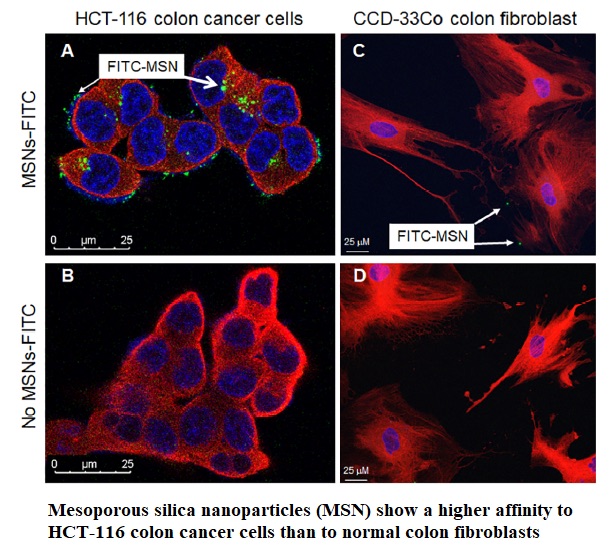 HCT-116 colon cancer cells
CCD-33Co colon fibroblast
MSNs-FITC
No MSNs-FITC
A
FITC-MSN
0 µm 25
C
FITC-MSN
25 µM
B
0 µm 25
D
25 µM
Mesoporous silica nanoparticles (MSN) show a higher affinity to
HCT-116 colon cancer cells than to normal colon fibroblasts